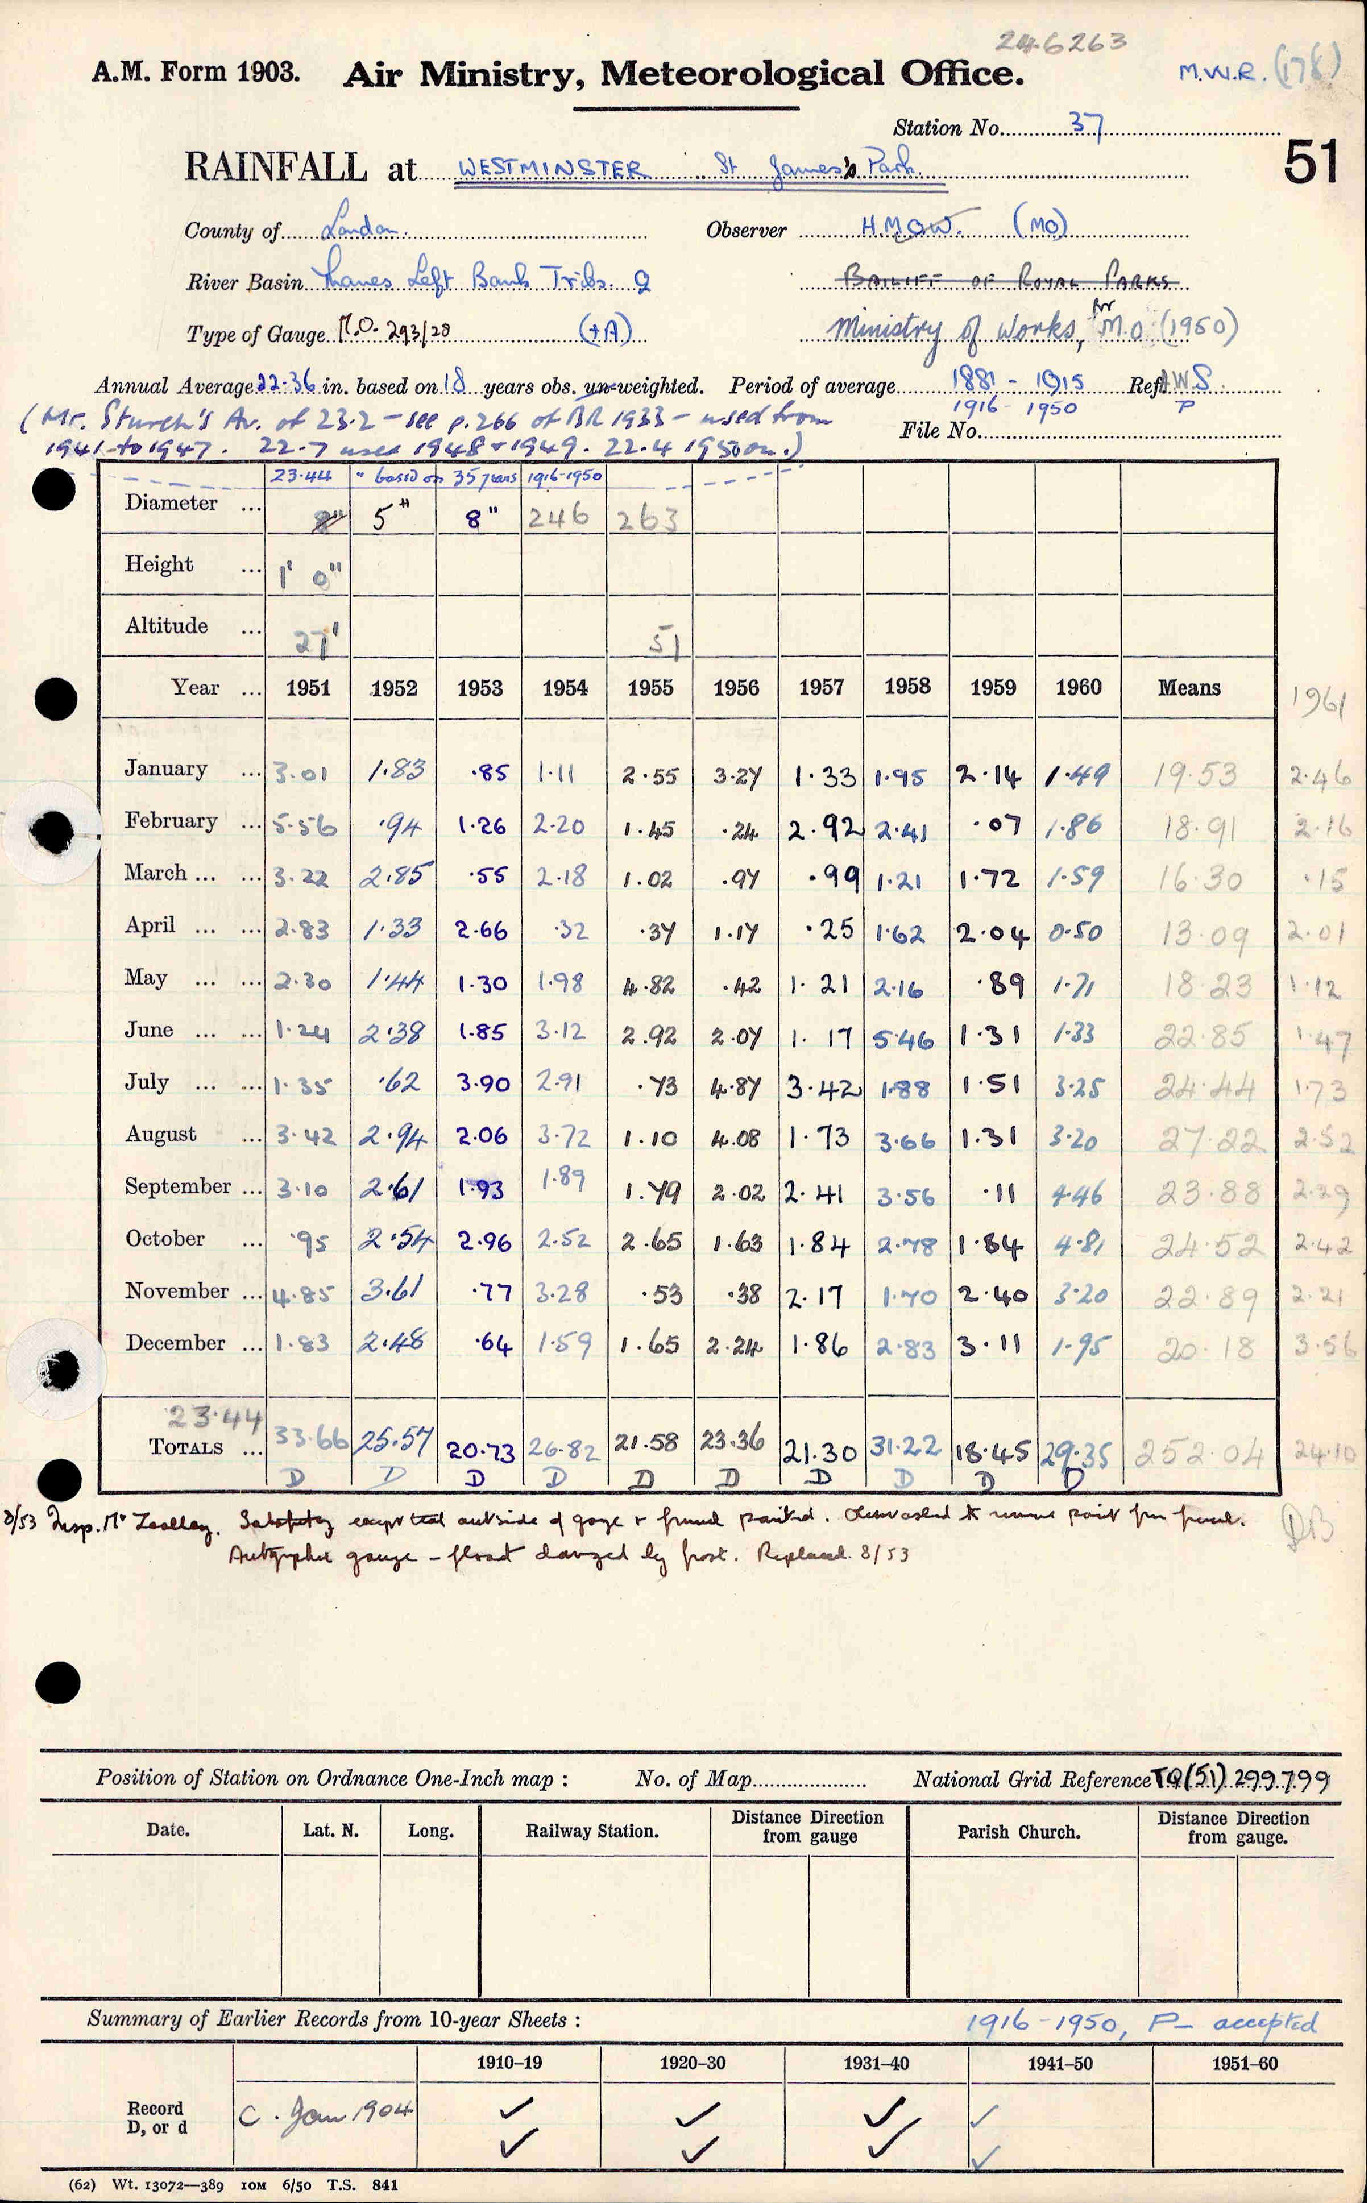 246263
A.M. Form 1903. Air Ministry, Meteorological Office. M.W.R. (178)
Station No. 37
51
RAINFALL at WESTMINSTER St James's Park
County of London. Observer H.M.O.W. (MO)
River Basin Thames Left Bank Tribs. 9 BAILIFF OF ROYAL PARKS
Type of Gauge M.O. 293/28 (+A) Ministry of Works, for M.O. (1950)
Annual Average 22.36 in. based on 18 years obs. un-weighted. Period of average 1881 - 1915 Ref. A.W.S.
1916 - 1950 P
(Mr. Sturch's Av. of 23.2 - see p.266 of BR 1933 - used from
File No.
1941 to 1947. 22.7 used 1948 & 1949. 22.4 1950 on.)
23.44 " based on 35 years 1916-1950
Diameter ... 8" 5" 8" 246 263
Height ... 1' 0"
Altitude ... 27' 51
Year ... 1951 1952 1953 1954 1955 1956 1957 1958 1959 1960 Means 1961
January ... 3.01 1.83 .85 1.11 2.55 3.27 1.33 1.95 2.14 1.49 19.53 2.46
February ... 5.56 .94 1.26 2.20 1.45 .24 2.92 2.41 .07 1.86 18.91 2.16
March ... ... 3.22 2.85 .55 2.18 1.02 .97 .99 1.21 1.72 1.59 16.30 .15
April ... ... 2.83 1.33 2.66 .32 .37 1.17 .25 1.62 2.04 0.50 13.09 2.01
May ... ... 2.30 1.44 1.30 1.98 4.82 .42 1.21 2.16 .89 1.71 18.23 1.12
June ... ... 1.24 2.38 1.85 3.12 2.92 2.07 1.17 5.46 1.31 1.33 22.85 1.47
July ... ... 1.35 .62 3.90 2.91 .73 4.87 3.42 1.88 1.51 3.25 24.44 1.73
August ... 3.42 2.94 2.06 3.72 1.10 4.08 1.73 3.66 1.31 3.20 27.22 2.52
September ... 3.10 2.61 1.93 1.89 1.79 2.02 2.41 3.56 .11 4.46 23.88 2.29
October ... .95 2.54 2.96 2.52 2.65 1.63 1.84 2.78 1.84 4.81 24.52 2.42
November ... 4.85 3.61 .77 3.28 .53 .38 2.17 1.70 2.40 3.20 22.89 2.21
December ... 1.83 2.48 .64 1.59 1.65 2.24 1.86 2.83 3.11 1.95 20.18 3.56
23.44
TOTALS ... 33.66 25.57 20.73 26.82 21.58 23.36 21.30 31.22 18.45 29.35 252.04 24.10
D D D D D D D D D D
8/53 Insp. Mr Satisfactory except that outside of gauge & funnel painted. Observer asked to remove paint from funnel. DB
Autographic gauge - float damaged by frost. Replaced 8/53
Position of Station on Ordnance One-Inch map : No. of Map National Grid Reference TQ(51) 299.799
Date. Lat. N. Long. Railway Station. Distance Direction from gauge Parish Church. Distance Direction from gauge.
Summary of Earlier Records from 10-year Sheets : 1916-1950, P- accepted
1910–19 1920–30 1931–40 1941–50 1951–60
Record D, or d C. Jan 1904 ✓ ✓ ✓ ✓
✓ ✓ ✓ ✓
(62) Wt. 13072—389 10M 6/50 T.S. 841